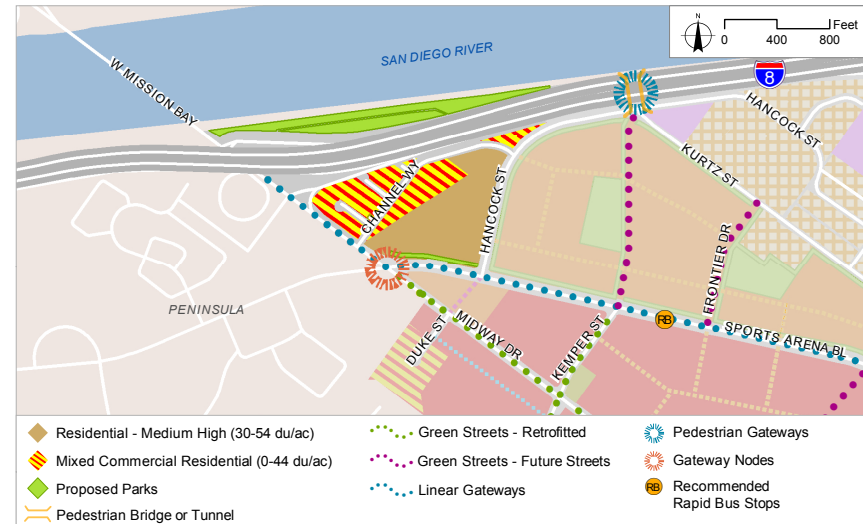 Feet
0 400 800
N
SAN DIEGO RIVER
W MISSION BAY
8
HANCOCK ST
KURTZ ST
CHANNEL WY
HANCOCK ST
FRONTIER DR
PENINSULA
RB
SPORTS ARENA BL
DUKE ST
MIDWAY DR
KEMPER ST
Residential - Medium High (30-54 du/ac)
Mixed Commercial Residential (0-44 du/ac)
Proposed Parks
Pedestrian Bridge or Tunnel
Green Streets - Retrofitted
Green Streets - Future Streets
Linear Gateways
Pedestrian Gateways
Gateway Nodes
RB Recommended
Rapid Bus Stops